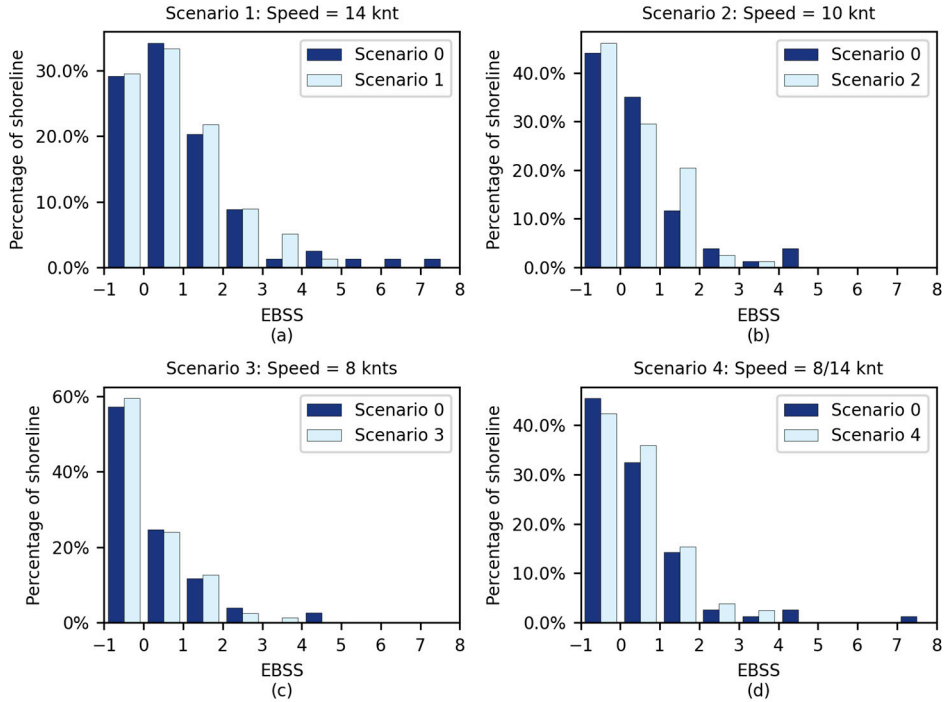 Scenario 1: Speed = 14 knt
Percentage of shoreline
30.0%
20.0%
10.0%
0.0%
Scenario 0
Scenario 1
−1 0 1 2 3 4 5 6 7 8
EBSS
(a)
Scenario 2: Speed = 10 knt
Percentage of shoreline
40.0%
30.0%
20.0%
10.0%
0.0%
Scenario 0
Scenario 2
−1 0 1 2 3 4 5 6 7 8
EBSS
(b)
Scenario 3: Speed = 8 knts
Percentage of shoreline
60%
40%
20%
0%
Scenario 0
Scenario 3
−1 0 1 2 3 4 5 6 7 8
EBSS
(c)
Scenario 4: Speed = 8/14 knt
Percentage of shoreline
40.0%
30.0%
20.0%
10.0%
0.0%
Scenario 0
Scenario 4
−1 0 1 2 3 4 5 6 7 8
EBSS
(d)